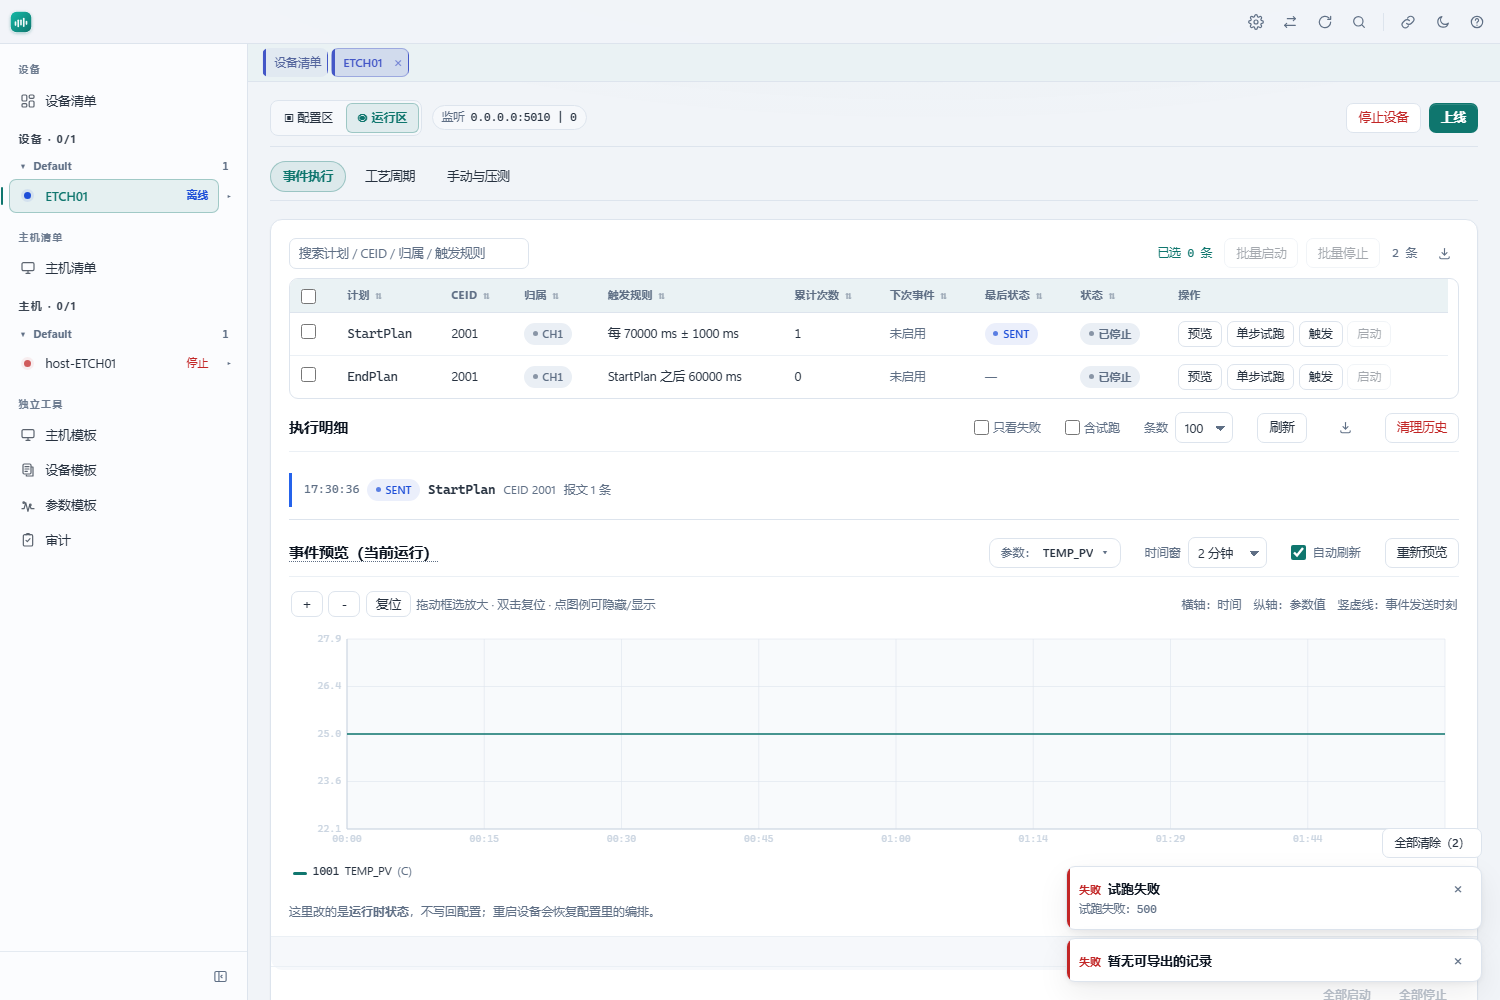 设备清单
ETCH01 ×
设备
设备清单
设备 · 0/1
Default 1
ETCH01 离线
主机清单
主机清单
主机 · 0/1
Default 1
host-ETCH01 停止
独立工具
主机模板
设备模板
参数模板
审计
配置区
运行区
监听 0.0.0.0:5010 | 0
停止设备
上线
事件执行
工艺周期
手动与压测
搜索计划 / CEID / 归属 / 触发规则
已选 0 条
批量启动
批量停止
2 条
计划 CEID 归属 触发规则 累计次数 下次事件 最后状态 状态 操作
StartPlan 2001 CH1 每 70000 ms ± 1000 ms 1 未启用 SENT 已停止 预览 单步试跑 触发 启动
EndPlan 2001 CH1 StartPlan 之后 60000 ms 0 未启用 — 已停止 预览 单步试跑 触发 启动
执行明细
只看失败
含试跑
条数 100
刷新
清理历史
17:30:36 SENT StartPlan CEID 2001 报文 1 条
事件预览（当前运行）
参数: TEMP_PV
时间窗 2 分钟
自动刷新
重新预览
+ - 复位 拖动框选放大 · 双击复位 · 点图例可隐藏/显示
横轴: 时间 纵轴: 参数值 竖虚线: 事件发送时刻
27.9
26.4
25.0
23.6
22.1
00:00 00:15 00:30 00:45 01:00 01:14 01:29 01:44
1001 TEMP_PV (C)
这里改的是运行时状态，不写回配置；重启设备会恢复配置里的编排。
全部清除 (2)
失败 试跑失败 ×
试跑失败: 500
失败 暂无可导出的记录 ×
全部启动 全部停止